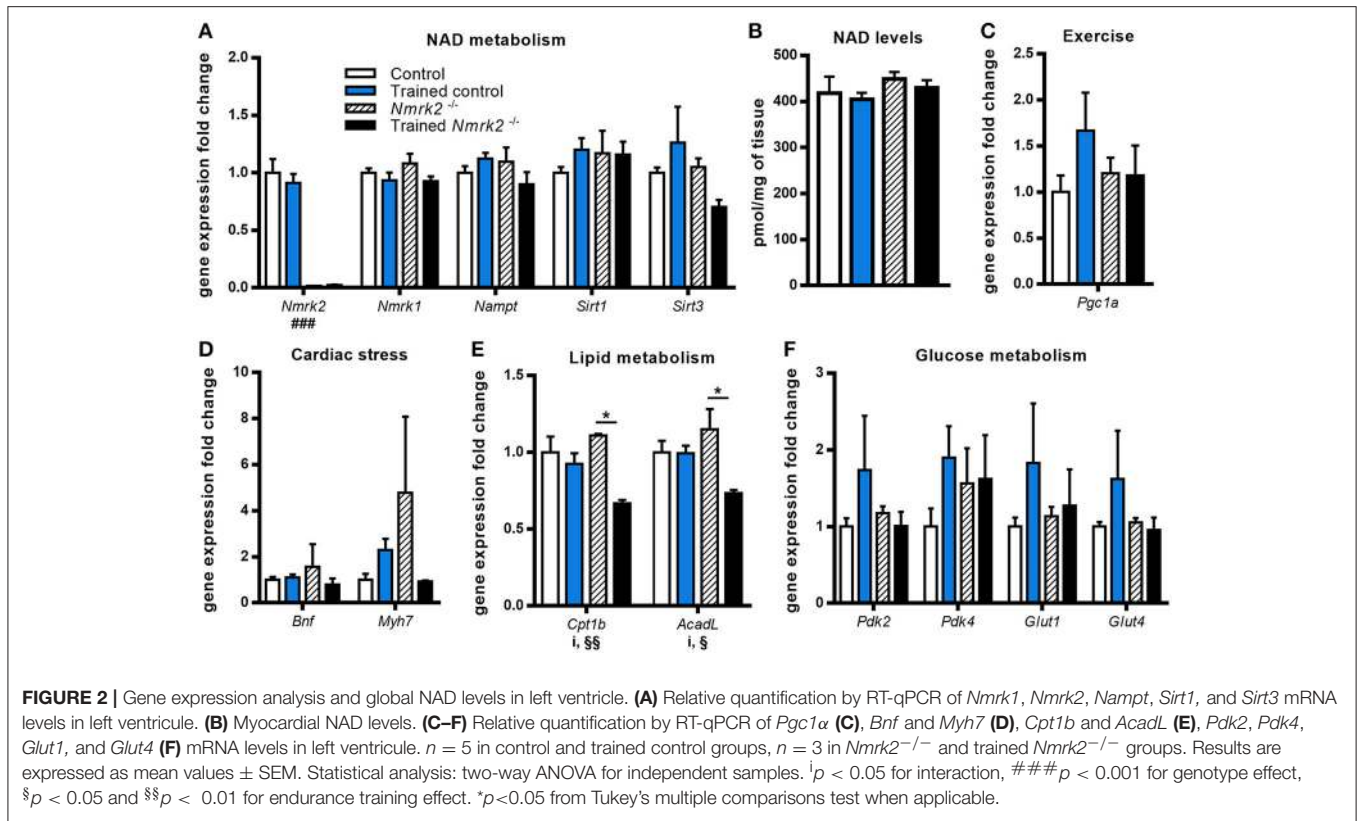 A
NAD metabolism
gene expression fold change
1.5
1.0
0.5
0.0
Control
Trained control
Nmrk2 -/-
Trained Nmrk2 -/-
Nmrk2 Nmrk1 Nampt Sirt1 Sirt3
###
B
NAD levels
pmol/mg of tissue
500
400
300
200
100
0
C
Exercise
gene expression fold change
2.5
2.0
1.5
1.0
0.5
0.0
Pgc1a
D
Cardiac stress
gene expression fold change
10
8
6
4
2
0
Bnf Myh7
E
Lipid metabolism
gene expression fold change
1.5
1.0
0.5
0.0
*
*
Cpt1b AcadL
i, §§ i, §
F
Glucose metabolism
gene expression fold change
3
2
1
0
Pdk2 Pdk4 Glut1 Glut4
FIGURE 2 | Gene expression analysis and global NAD levels in left ventricle. (A) Relative quantification by RT-qPCR of Nmrk1, Nmrk2, Nampt, Sirt1, and Sirt3 mRNA
levels in left ventricule. (B) Myocardial NAD levels. (C–F) Relative quantification by RT-qPCR of Pgc1α (C), Bnf and Myh7 (D), Cpt1b and AcadL (E), Pdk2, Pdk4,
Glut1, and Glut4 (F) mRNA levels in left ventricule. n = 5 in control and trained control groups, n = 3 in Nmrk2−/− and trained Nmrk2−/− groups. Results are
expressed as mean values ± SEM. Statistical analysis: two-way ANOVA for independent samples. ip < 0.05 for interaction, ###p < 0.001 for genotype effect,
§p < 0.05 and §§p < 0.01 for endurance training effect. *p<0.05 from Tukey's multiple comparisons test when applicable.